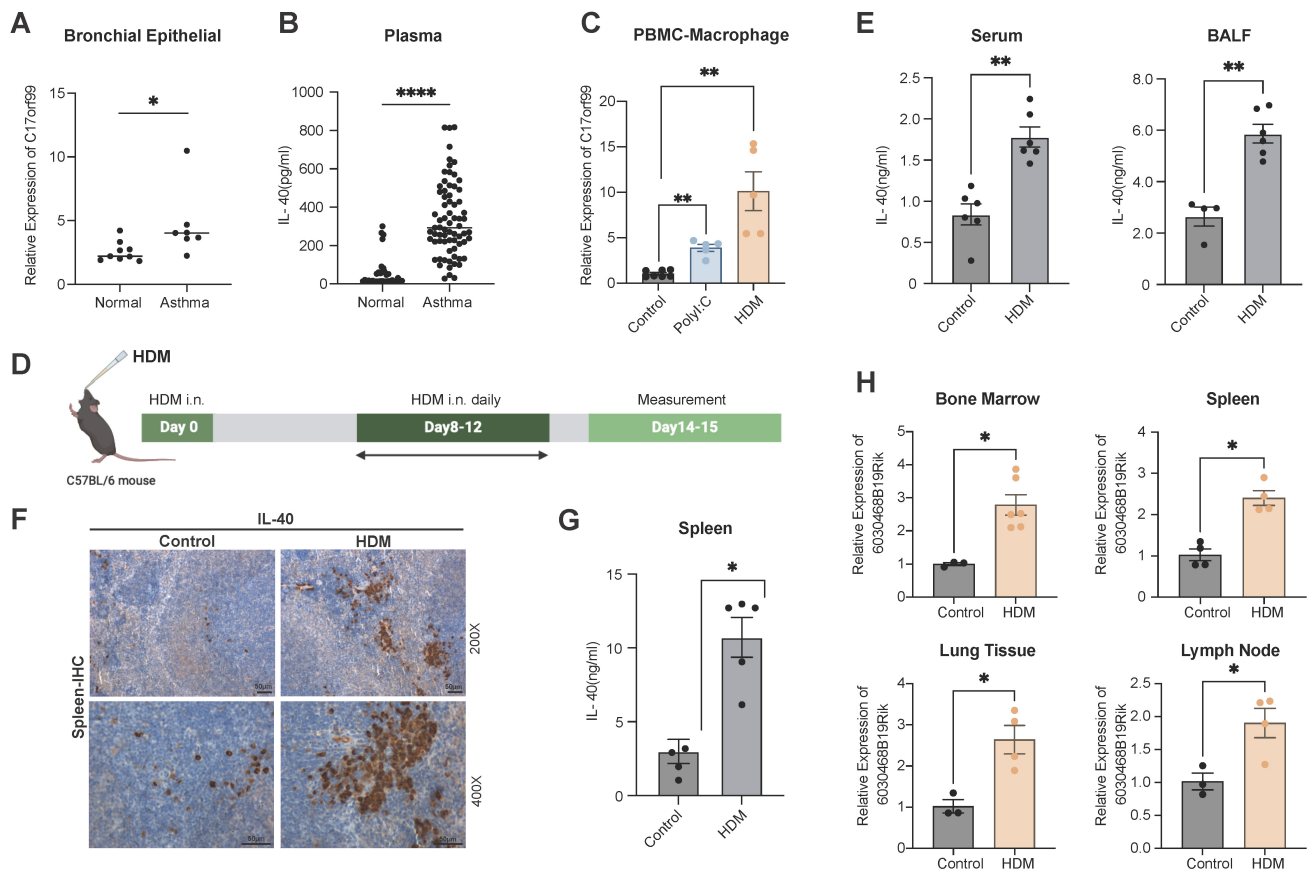 A
Bronchial Epithelial
Relative Expression of C17orf99
15
10
5
0
*
Normal
Asthma
B
Plasma
IL- 40(pg/ml)
1000
800
600
400
200
0
****
Normal
Asthma
C
PBMC-Macrophage
Relative Expression of C17orf99
20
15
10
5
0
**
**
Control
PolyI:C
HDM
E
Serum
IL- 40(ng/ml)
2.5
2.0
1.5
1.0
0.5
0
**
Control
HDM
BALF
IL- 40(ng/ml)
8.0
6.0
4.0
2.0
0
**
Control
HDM
D
HDM
C57BL/6 mouse
HDM i.n.
HDM i.n. daily
Measurement
Day 0
Day8-12
Day14-15
F
IL-40
Control
HDM
Spleen-IHC
200X
400X
50μm
50μm
50μm
50μm
G
Spleen
IL- 40(ng/ml)
15
10
5
0
*
Control
HDM
H
Bone Marrow
Relative Expression of
6030468B19Rik
5
4
3
2
1
0
*
Control
HDM
Spleen
Relative Expression of
6030468B19Rik
4
3
2
1
0
*
Control
HDM
Lung Tissue
Relative Expression of
6030468B19Rik
4
3
2
1
0
*
Control
HDM
Lymph Node
Relative Expression of
6030468B19Rik
2.5
2.0
1.5
1.0
0.5
0.0
*
Control
HDM